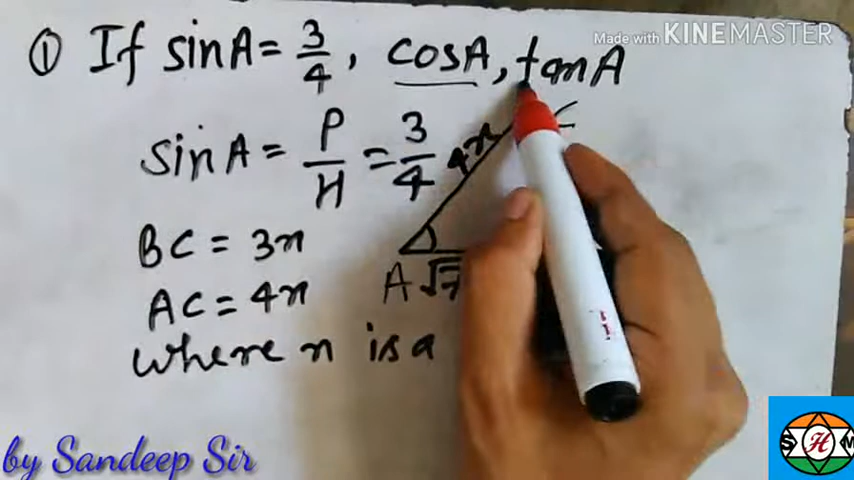 Made with KINEMASTER
① If sinA = 3/4, cosA, tanA
sinA = P/H = 3/4
4x
C
BC = 3x
AC = 4x
A √7
where x is a
by Sandeep Sir
S H M